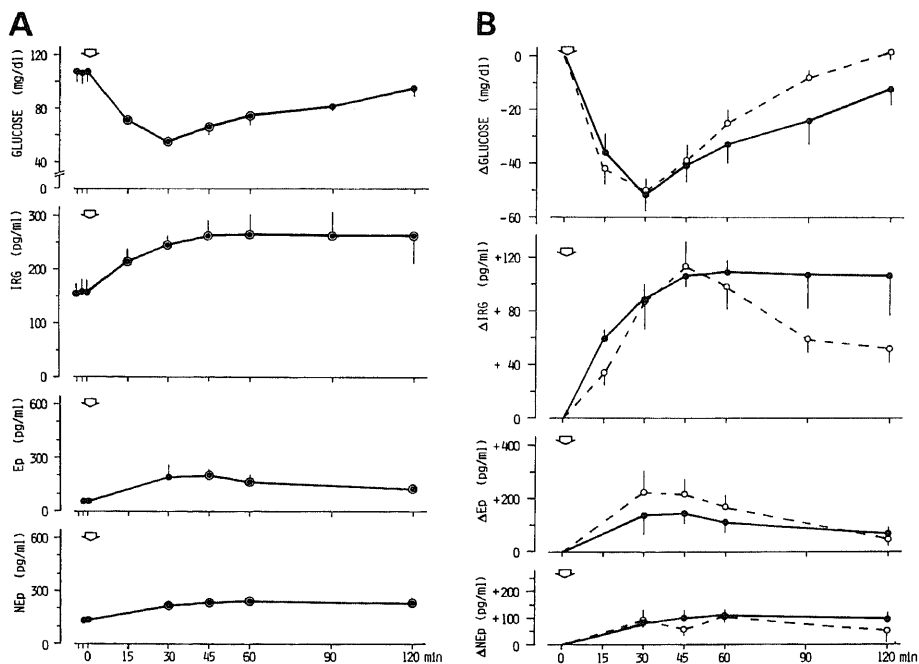 A
GLUCOSE (mg/dl)
120
80
40
0
IRG (pg/ml)
300
200
100
0
Ep (pg/ml)
600
300
0
NEp (pg/ml)
600
300
0
0 15 30 45 60 90 120 min
B
ΔGLUCOSE (mg/dl)
0
-20
-40
-60
ΔIRG (pg/ml)
+120
+ 80
+ 40
0
ΔEp (pg/ml)
+400
+200
0
ΔNEp (pg/ml)
+200
+100
0
0 15 30 45 60 90 120 min